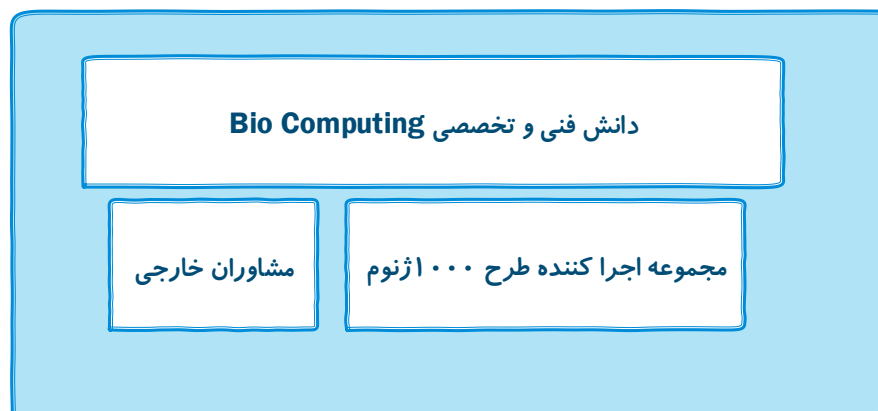 دانش فنی و تخصصی Bio Computing
مجموعه اجرا کننده طرح ۱۰۰۰ژنوم
مشاوران خارجی